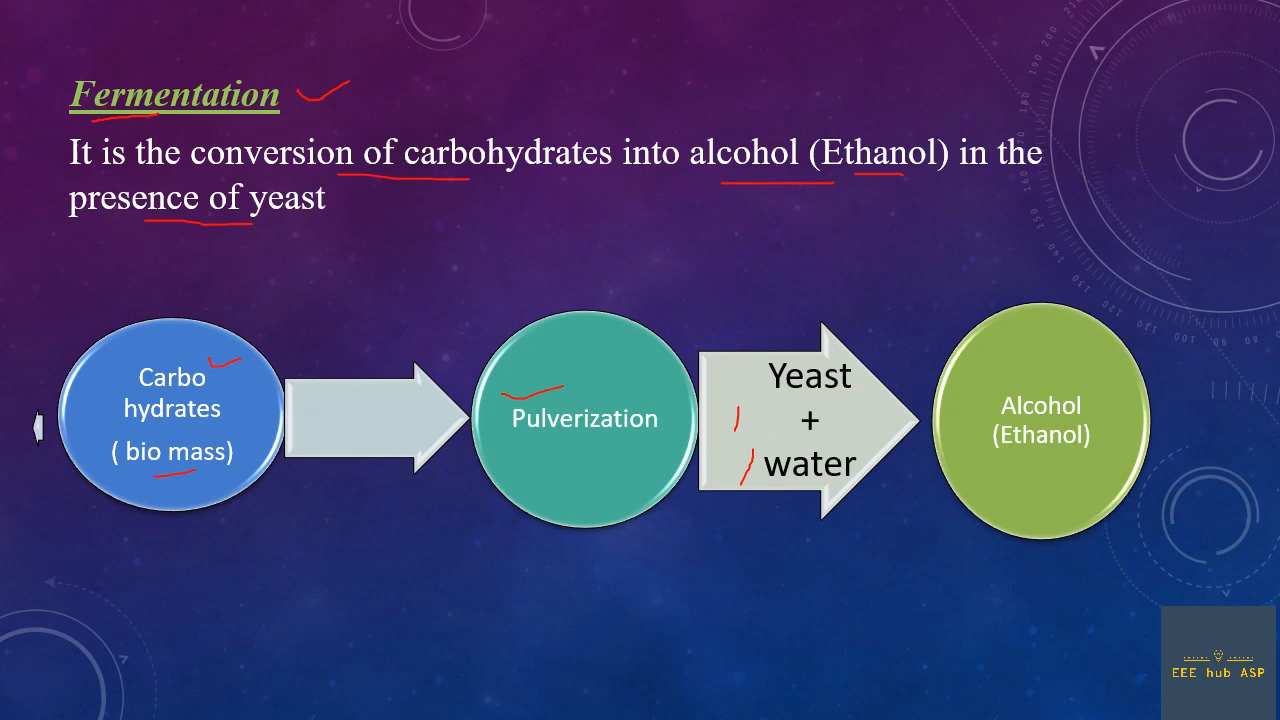 Fermentation
It is the conversion of carbohydrates into alcohol (Ethanol) in the
presence of yeast
Carbo
hydrates
( bio mass)
Pulverization
Yeast
+
water
Alcohol
(Ethanol)
EEE hub ASP